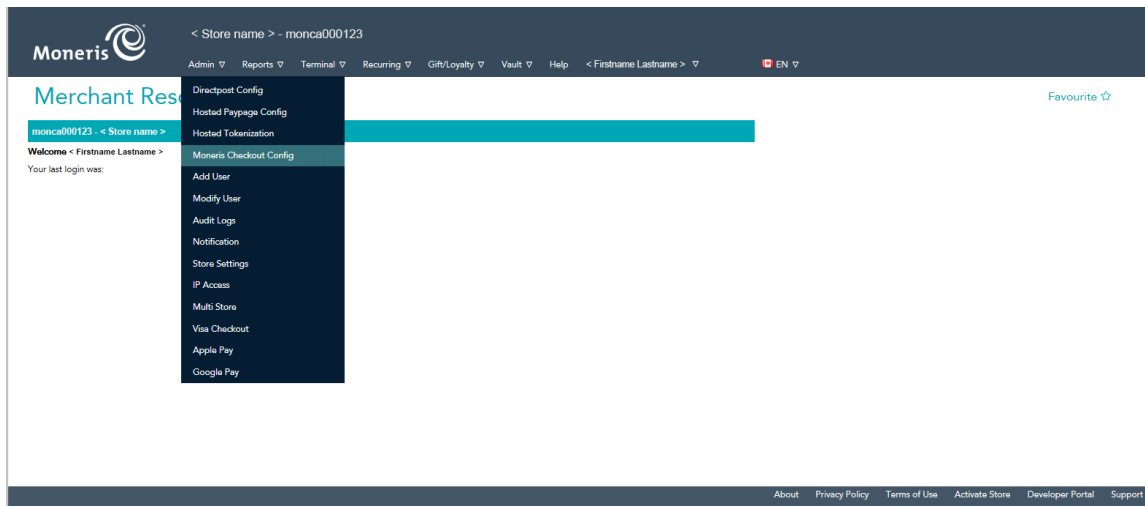 Moneris
< Store name > - monca000123
Admin ▽ Reports ▽ Terminal ▽ Recurring ▽ Gift/Loyalty ▽ Vault ▽ Help < Firstname Lastname > ▽ EN ▽
Merchant Res
Favourite ☆
monca000123 - < Store name >
Welcome < Firstname Lastname >
Your last login was:
Directpost Config
Hosted Paypage Config
Hosted Tokenization
Moneris Checkout Config
Add User
Modify User
Audit Logs
Notification
Store Settings
IP Access
Multi Store
Visa Checkout
Apple Pay
Google Pay
About Privacy Policy Terms of Use Activate Store Developer Portal Support